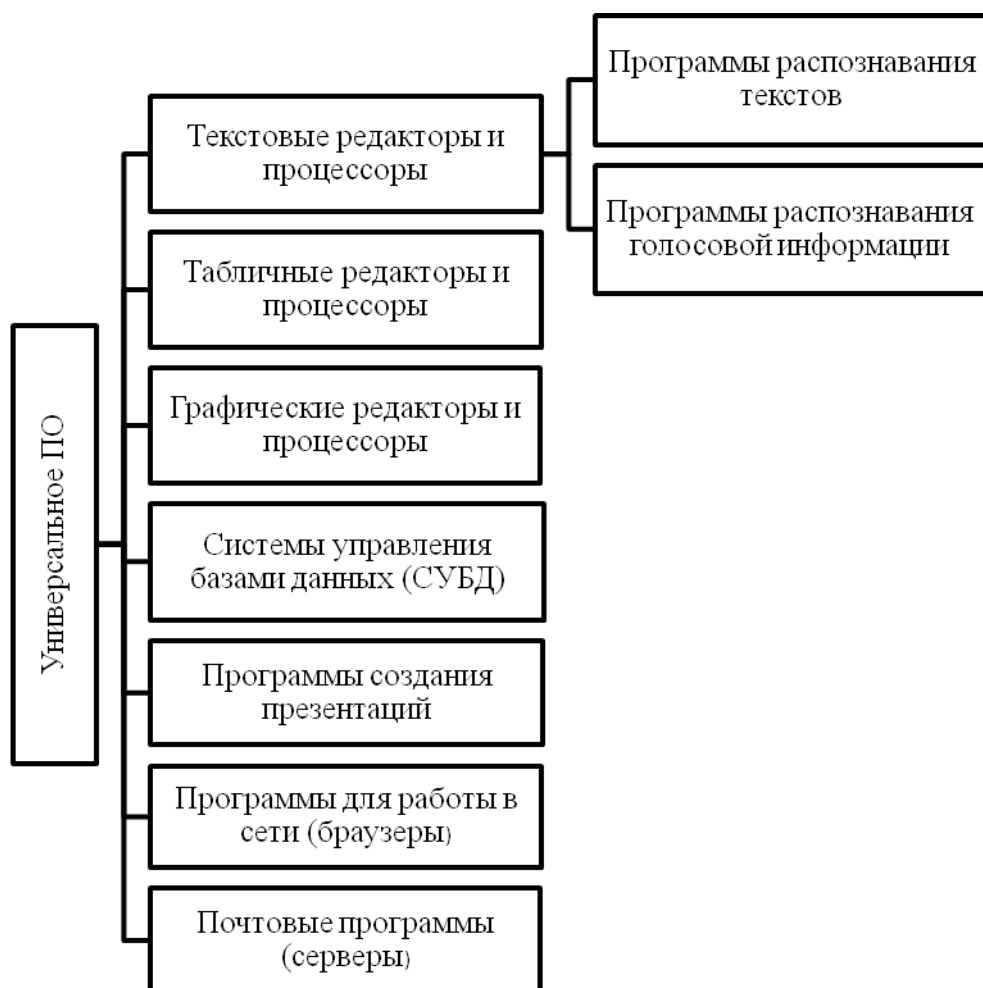 Универсальное ПО
Текстовые редакторы и
процессоры
Программы распознавания
текстов
Программы распознавания
голосовой информации
Табличные редакторы и
процессоры
Графические редакторы и
процессоры
Системы управления
базами данных (СУБД)
Программы создания
презентаций
Программы для работы в
сети (браузеры)
Почтовые программы
(серверы)